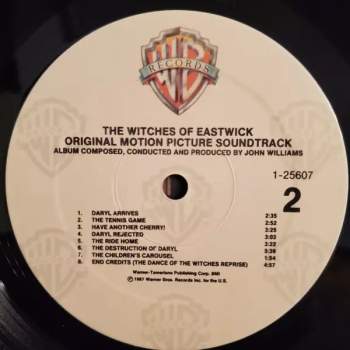 WB
RECORDS
THE WITCHES OF EASTWICK
ORIGINAL MOTION PICTURE SOUNDTRACK
ALBUM COMPOSED, CONDUCTED AND PRODUCED BY JOHN WILLIAMS
1-25607
2
1. DARYL ARRIVES 2:35
2. THE TENNIS GAME 2:52
3. HAVE ANOTHER CHERRY! 2:25
4. DARYL REJECTED 3:03
5. THE RIDE HOME 3:22
6. THE DESTRUCTION OF DARYL 5:39
7. THE CHILDREN'S CAROUSEL 1:54
8. END CREDITS (THE DANCE OF THE WITCHES REPRISE) 4:57
Warner-Tamerlane Publishing Corp. BMI
℗1987 Warner Bros. Records Inc. for the U.S.